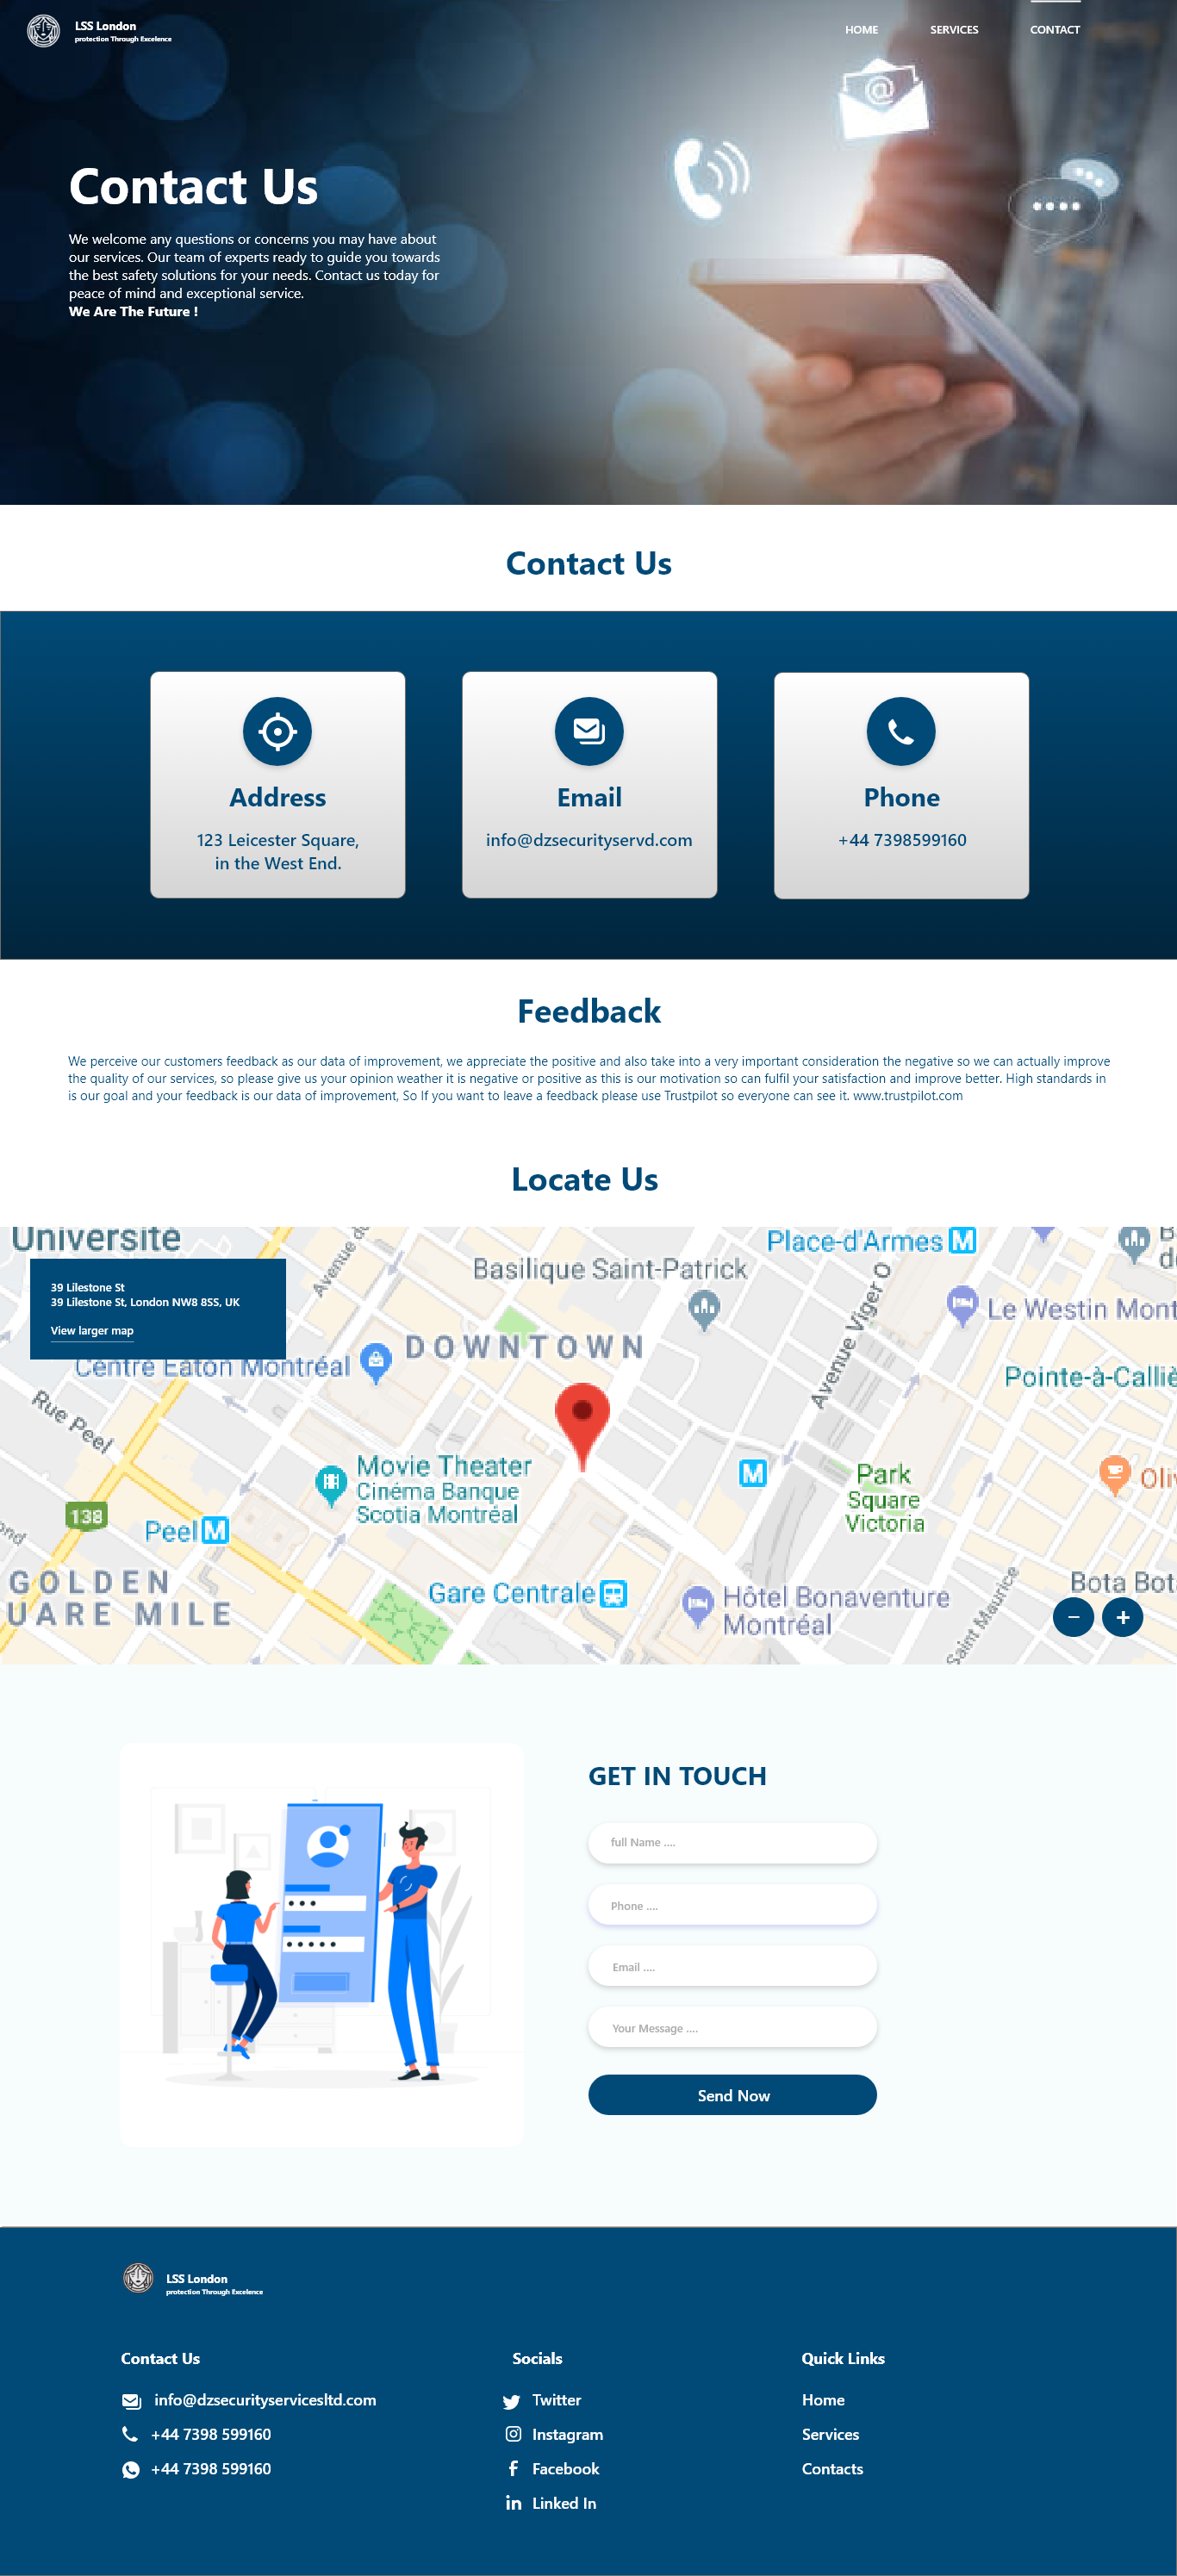 LSS London
protection Through Excelence
HOME SERVICES CONTACT
Contact Us
We welcome any questions or concerns you may have about
our services. Our team of experts ready to guide you towards
the best safety solutions for your needs. Contact us today for
peace of mind and exceptional service.
We Are The Future !
Contact Us
Address
123 Leicester Square,
in the West End.
Email
info@dzsecurityservd.com
Phone
+44 7398599160
Feedback
We perceive our customers feedback as our data of improvement, we appreciate the positive and also take into a very important consideration the negative so we can actually improve
the quality of our services, so please give us your opinion weather it is negative or positive as this is our motivation so can fulfil your satisfaction and improve better. High standards in
is our goal and your feedback is our data of improvement, So If you want to leave a feedback please use Trustpilot so everyone can see it. www.trustpilot.com
Locate Us
Université
39 Lilestone St
39 Lilestone St, London NW8 8SS, UK
View larger map
Place-d'Armes M
Basilique Saint-Patrick
Le Westin Mont
DOWNTOWN
Centre Eaton Montréal
Avenue Viger O
Pointe-à-Calliè
Rue Peel
Movie Theater
Cinéma Banque
Scotia Montréal
M
Park
Square
Victoria
Oliv
138
Peel M
GOLDEN
UARE MILE
Gare Centrale
Hôtel Bonaventure
Montréal
Saint Maurice
Bota Bot
GET IN TOUCH
full Name ....
Phone ....
Email ....
Your Message ....
Send Now
LSS London
protection Through Excelence
Contact Us
info@dzsecurityservicesltd.com
+44 7398 599160
+44 7398 599160
Socials
Twitter
Instagram
Facebook
Linked In
Quick Links
Home
Services
Contacts